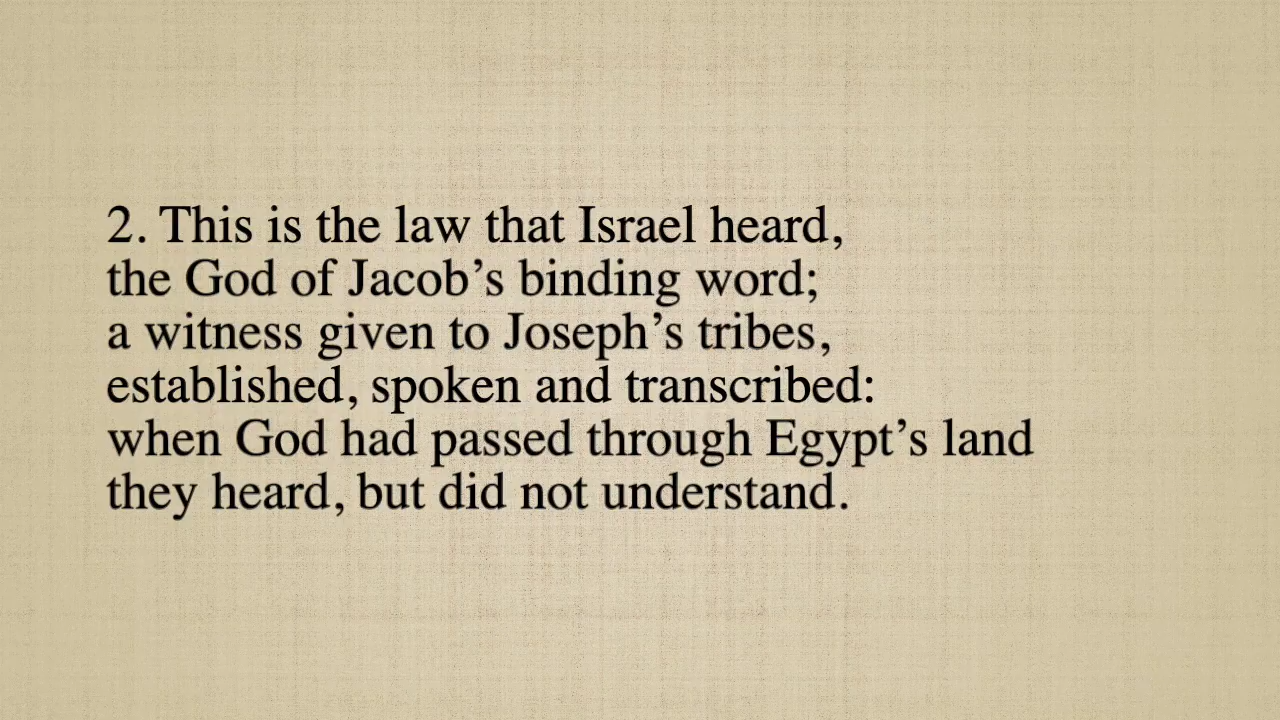 2. This is the law that Israel heard,
the God of Jacob’s binding word;
a witness given to Joseph’s tribes,
established, spoken and transcribed:
when God had passed through Egypt’s land
they heard, but did not understand.